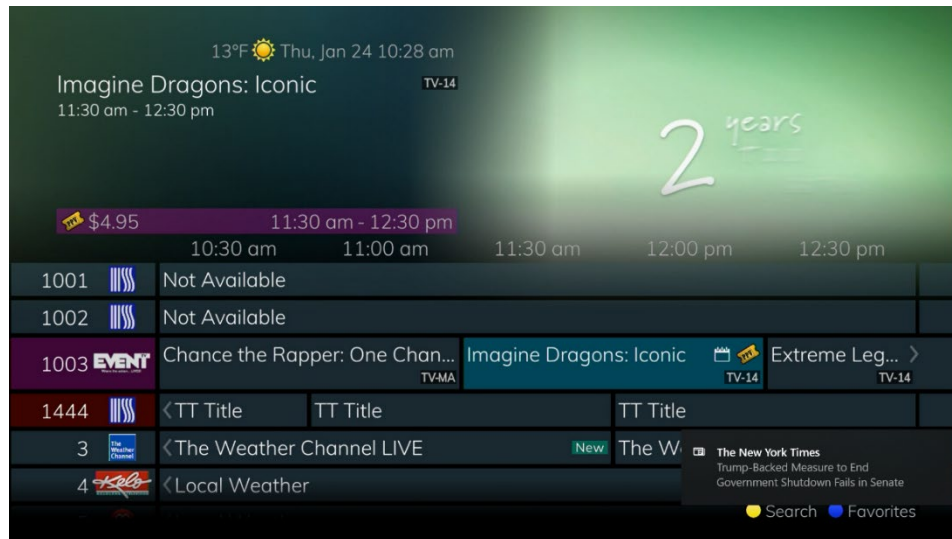 13°F Thu, Jan 24 10:28 am
Imagine Dragons: Iconic TV-14
11:30 am - 12:30 pm
2 years
$4.95 11:30 am - 12:30 pm
10:30 am 11:00 am 11:30 am 12:00 pm 12:30 pm
1001 Not Available
1002 Not Available
1003 EVENT Chance the Rapper: One Chan... TV-MA Imagine Dragons: Iconic TV-14 Extreme Leg... TV-14
1444 TT Title TT Title TT Title
3 The Weather Channel The Weather Channel LIVE New The W
4 Kelo Local Weather
The New York Times
Trump-Backed Measure to End
Government Shutdown Fails in Senate
Search Favorites